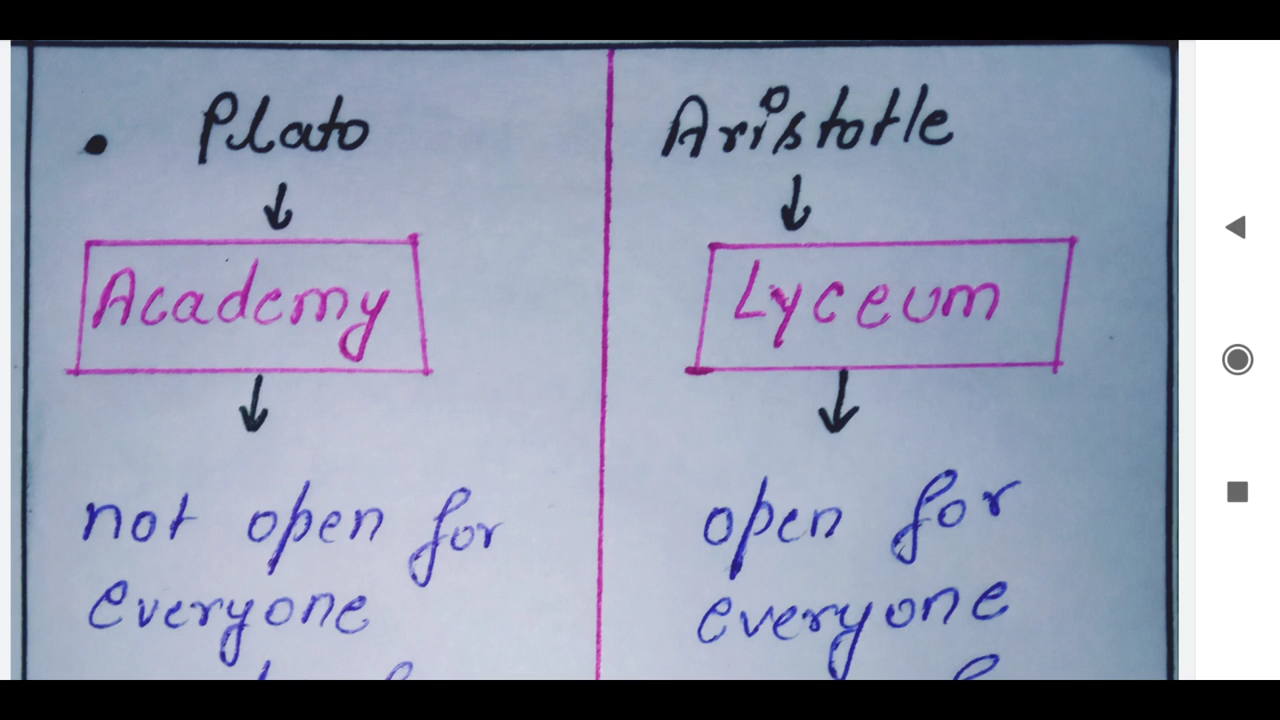 • Plato
↓
Academy
↓
not open for
everyone
Aristotle
↓
Lyceum
↓
open for
everyone